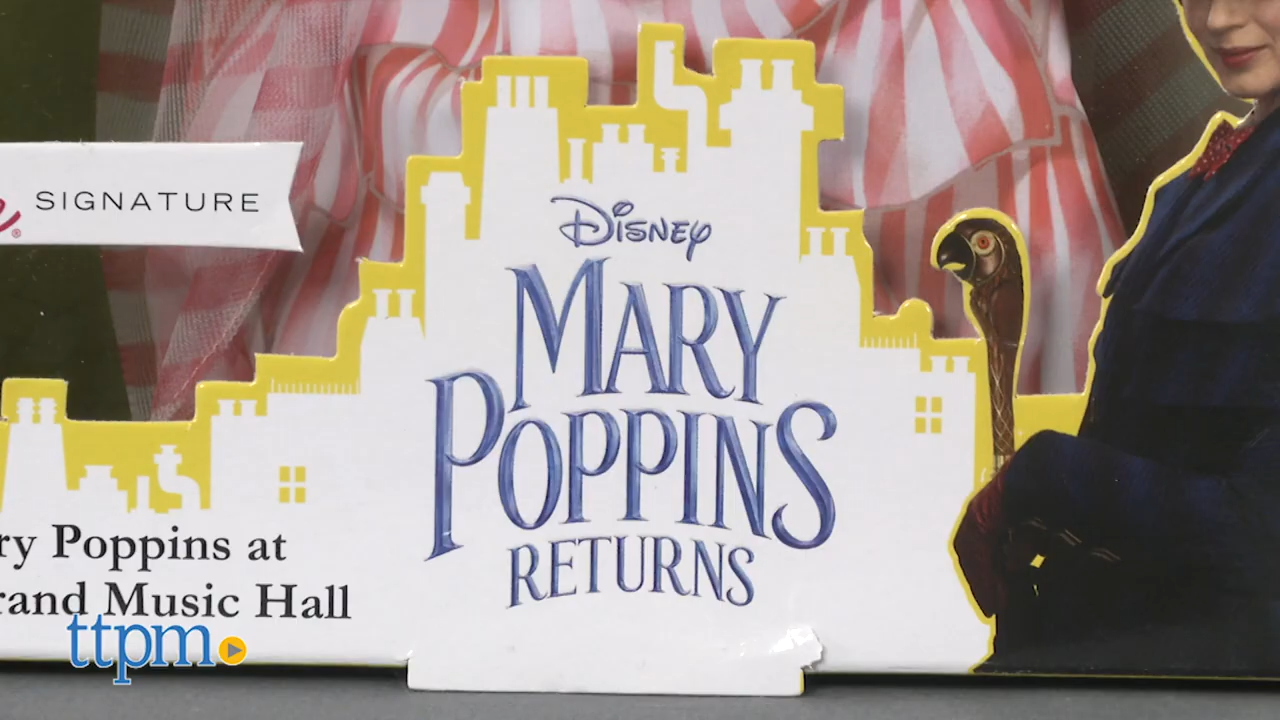 SIGNATURE
DISNEY
MARY
POPPINS
RETURNS
ry Poppins at
rand Music Hall
ttpm